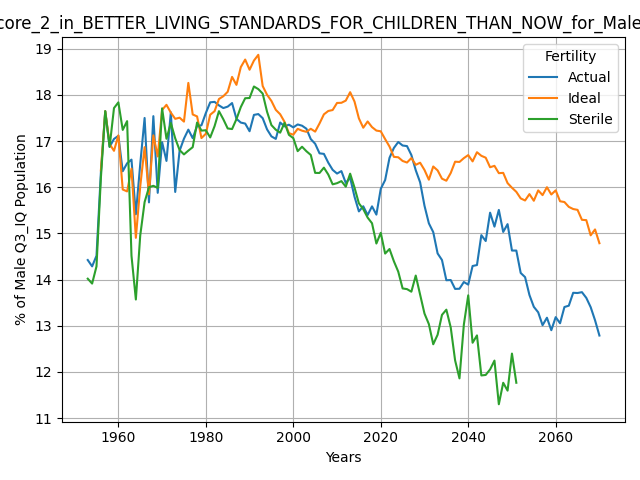 core_2_in_BETTER_LIVING_STANDARDS_FOR_CHILDREN_THAN_NOW_for_Male
Fertility
Actual
Ideal
Sterile
% of Male Q3_IQ Population
19
18
17
16
15
14
13
12
11
1960
1980
2000
2020
2040
2060
Years